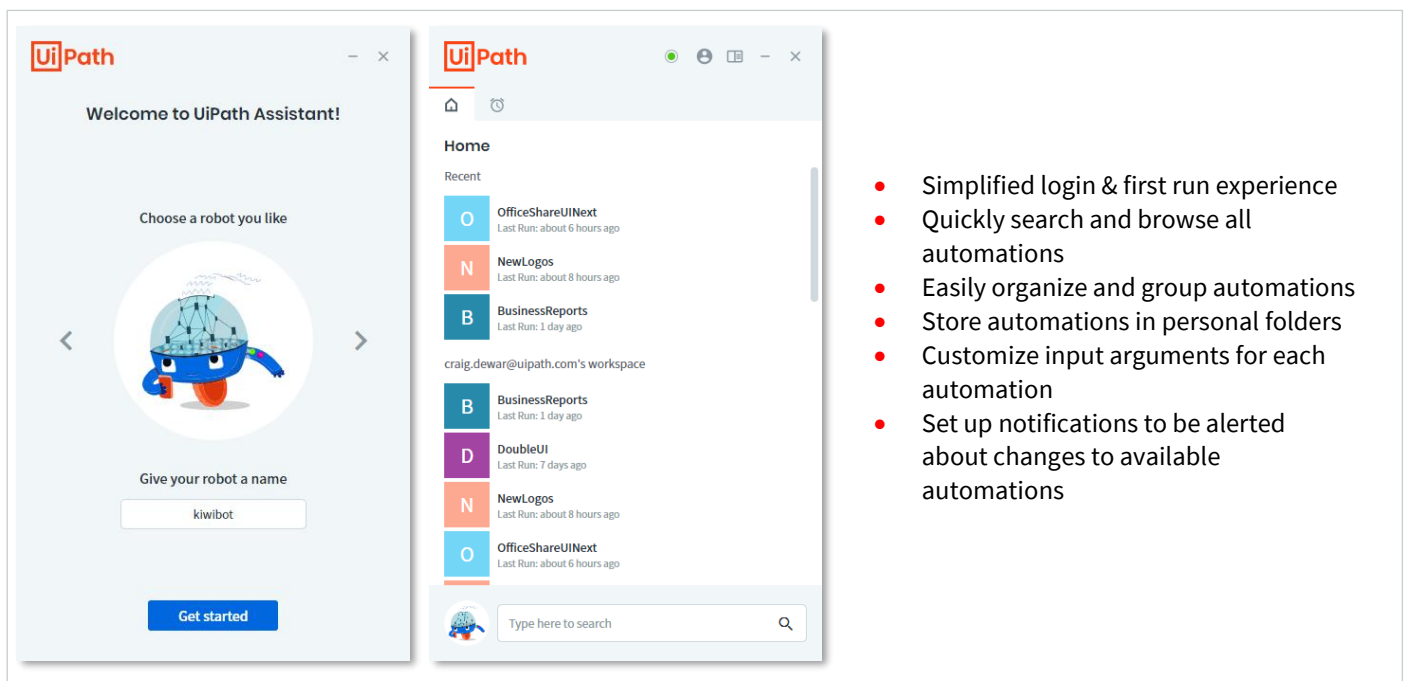 UiPath
Welcome to UiPath Assistant!
Choose a robot you like
Give your robot a name
kiwibot
Get started
UiPath
Home
Recent
O
OfficeShareUINext
Last Run: about 6 hours ago
N
NewLogos
Last Run: about 8 hours ago
B
BusinessReports
Last Run: 1 day ago
craig.dewar@uipath.com's workspace
B
BusinessReports
Last Run: 1 day ago
D
DoubleUI
Last Run: 7 days ago
N
NewLogos
Last Run: about 8 hours ago
O
OfficeShareUINext
Last Run: about 6 hours ago
Type here to search
• Simplified login & first run experience
• Quickly search and browse all
automations
• Easily organize and group automations
• Store automations in personal folders
• Customize input arguments for each
automation
• Set up notifications to be alerted
about changes to available
automations